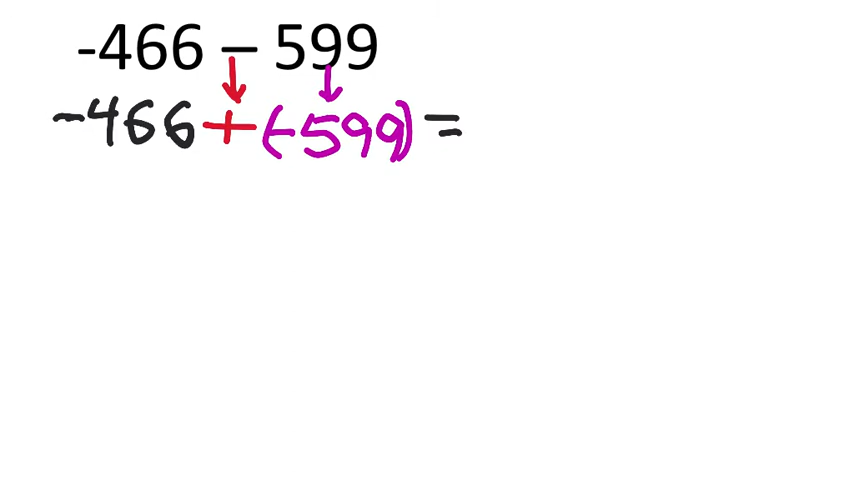 -466 – 599
-466 + (-599) =